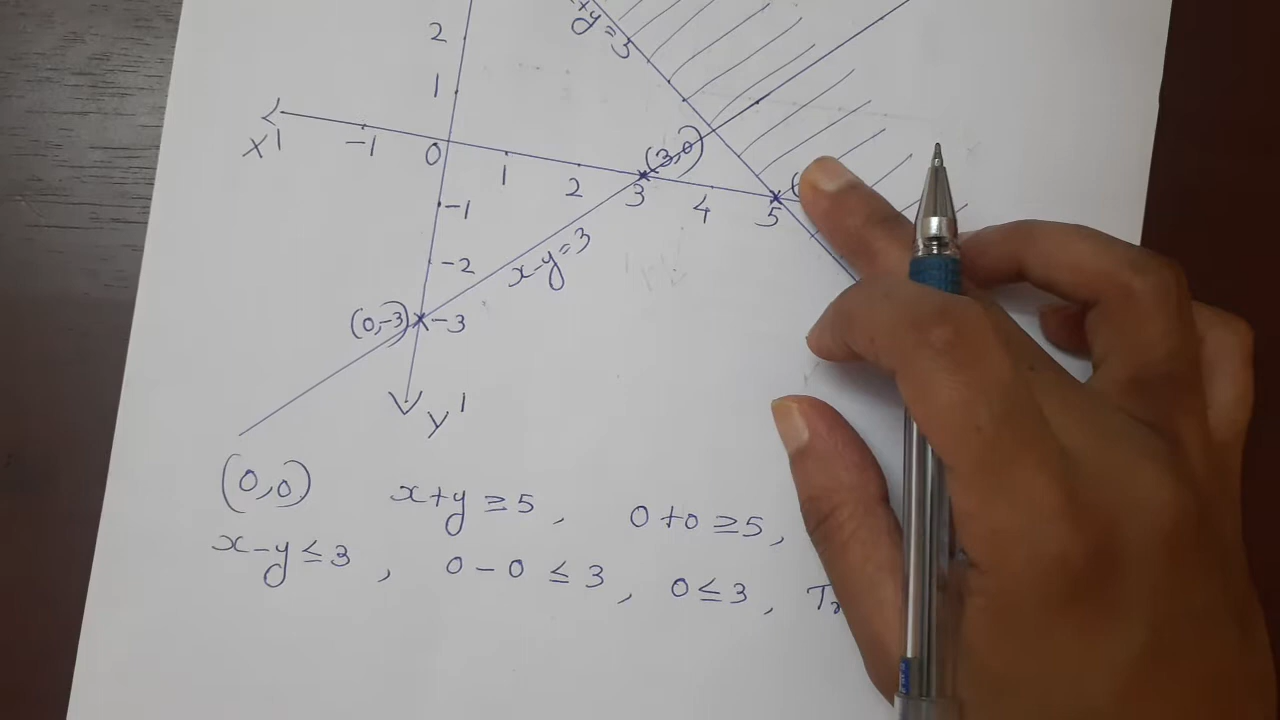 2
+y=3
1
X' -1 0 1 2 3 (3,0) 4 5
-1
-2
x-y=3
(0,-3) -3
Y'
(0,0) x+y≥5, 0+0≥5,
x-y≤3, 0-0≤3, 0≤3,